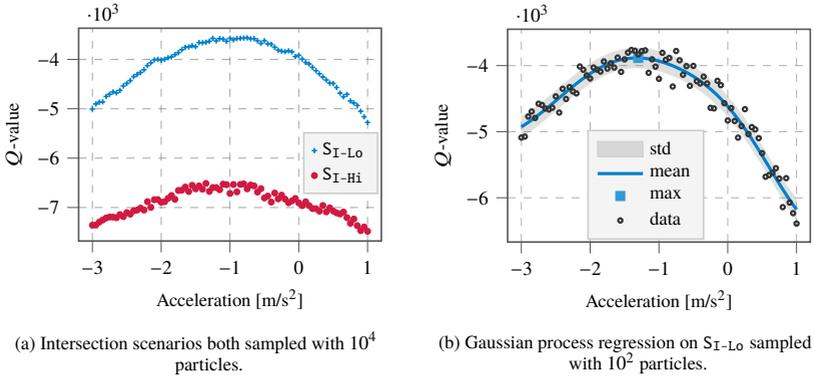 ·10³
−4
−5
−6
−7
Q-value
S_I-Lo
S_I-Hi
−3 −2 −1 0 1
Acceleration [m/s²]
(a) Intersection scenarios both sampled with 10⁴
particles.
·10³
−4
−5
−6
Q-value
std
mean
max
data
−3 −2 −1 0 1
Acceleration [m/s²]
(b) Gaussian process regression on S_I-Lo sampled
with 10² particles.